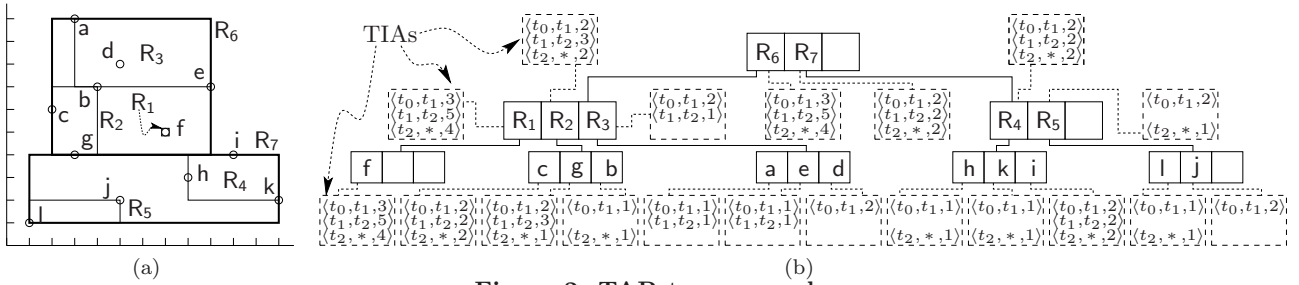 a
R6
d R3
e
b R1
c R2 f
g i R7
h R4
j k
R5
l
(a)
TIAs
⟨t0,t1,2⟩ ⟨t0,t1,2⟩
⟨t1,t2,3⟩ ⟨t1,t2,2⟩
⟨t2,∗,2⟩ ⟨t2,∗,2⟩
R6 R7
⟨t0,t1,3⟩ ⟨t0,t1,2⟩ ⟨t0,t1,3⟩ ⟨t0,t1,2⟩ ⟨t0,t1,2⟩
⟨t1,t2,5⟩ ⟨t1,t2,1⟩ ⟨t1,t2,5⟩ ⟨t1,t2,2⟩
⟨t2,∗,4⟩ ⟨t2,∗,4⟩ ⟨t2,∗,2⟩ ⟨t2,∗,1⟩
R1 R2 R3 R4 R5
f c g b a e d h k i l j
⟨t0,t1,3⟩ ⟨t0,t1,2⟩ ⟨t0,t1,2⟩ ⟨t0,t1,1⟩ ⟨t0,t1,1⟩ ⟨t0,t1,1⟩ ⟨t0,t1,2⟩ ⟨t0,t1,1⟩ ⟨t0,t1,1⟩ ⟨t0,t1,2⟩ ⟨t0,t1,1⟩ ⟨t0,t1,2⟩
⟨t1,t2,5⟩ ⟨t1,t2,2⟩ ⟨t1,t2,3⟩ ⟨t1,t2,1⟩ ⟨t1,t2,1⟩ ⟨t1,t2,2⟩
⟨t2,∗,4⟩ ⟨t2,∗,2⟩ ⟨t2,∗,1⟩ ⟨t2,∗,1⟩ ⟨t2,∗,1⟩ ⟨t2,∗,1⟩ ⟨t2,∗,2⟩ ⟨t2,∗,1⟩
(b)